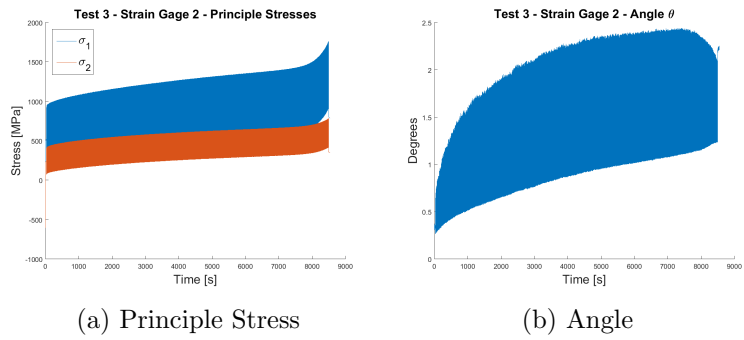 Test 3 - Strain Gage 2 - Principle Stresses
σ1
σ2
Stress [MPa]
2000
1500
1000
500
0
-500
-1000
0 1000 2000 3000 4000 5000 6000 7000 8000 9000
Time [s]
(a) Principle Stress
Test 3 - Strain Gage 2 - Angle θ
Degrees
2.5
2
1.5
1
0.5
0
0 1000 2000 3000 4000 5000 6000 7000 8000 9000
Time [s]
(b) Angle